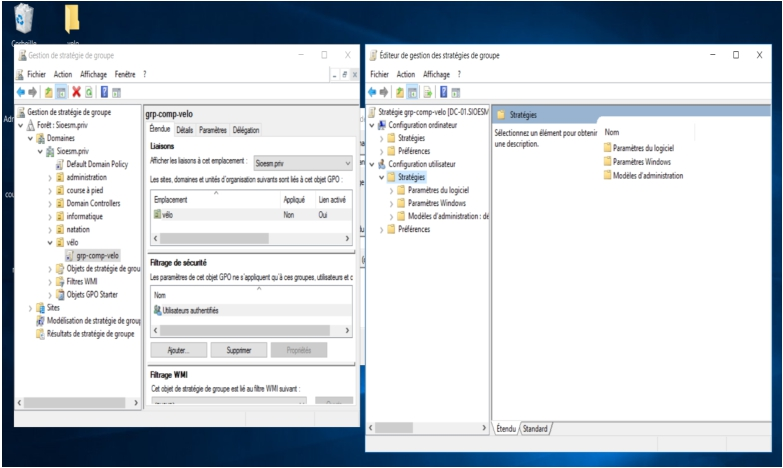 Corbeille
velo
Gestion de stratégie de groupe
Fichier Action Affichage Fenêtre ?
Gestion de stratégie de groupe
Forêt : Sioesm.priv
Domaines
Sioesm.priv
Default Domain Policy
administration
course à pied
Domain Controllers
informatique
natation
vélo
grp-comp-velo
Objets de stratégie de grou
Filtres WMI
Objets GPO Starter
Sites
Modélisation de stratégie de group
Résultats de stratégie de groupe
grp-comp-velo
Étendue Détails Paramètres Délégation
Liaisons
Afficher les liaisons à cet emplacement : Sioesm.priv
Les sites, domaines et unités d'organisation suivants sont liés à cet objet GPO :
Emplacement Appliqué Lien activé
vélo Non Oui
Filtrage de sécurité
Les paramètres de cet objet GPO ne s'appliquent qu'à ces groupes, utilisateurs et c
Nom
Utilisateurs authentifiés
Ajouter... Supprimer Propriétés
Filtrage WMI
Cet objet de stratégie de groupe est lié au filtre WMI suivant :
Éditeur de gestion des stratégies de groupe
Fichier Action Affichage ?
Stratégie grp-comp-velo [DC-01.SIOESM
Configuration ordinateur
Stratégies
Préférences
Configuration utilisateur
Stratégies
Paramètres du logiciel
Paramètres Windows
Modèles d'administration : dé
Préférences
Stratégies
Sélectionnez un élément pour obtenir
une description.
Nom
Paramètres du logiciel
Paramètres Windows
Modèles d'administration
Étendu Standard